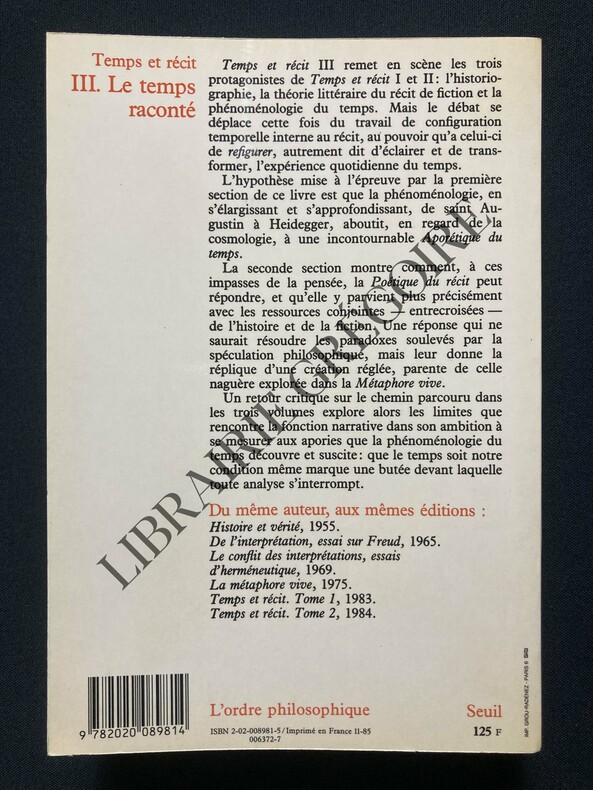 Temps et récit
III. Le temps
raconté
Temps et récit III remet en scène les trois
protagonistes de Temps et récit I et II : l'historio-
graphie, la théorie littéraire du récit de fiction et la
phénoménologie du temps. Mais le débat se
déplace cette fois du travail de configuration
temporelle interne au récit, au pouvoir qu'a celui-ci
de refigurer, autrement dit d'éclairer et de trans-
former, l'expérience quotidienne du temps.
L'hypothèse mise à l'épreuve par la première
section de ce livre est que la phénoménologie, en
s'élargissant et s'approfondissant, de saint Au-
gustin à Heidegger, aboutit, en regard de la
cosmologie, à une incontournable Aporétique du
temps.
La seconde section montre comment, à ces
impasses de la pensée, la Poétique du récit peut
répondre, et qu'elle y parvient plus précisément
avec les ressources conjointes — entrecroisées —
de l'histoire et de la fiction. Une réponse qui ne
saurait résoudre les paradoxes soulevés par la
spéculation philosophique, mais leur donne la
réplique d'une création réglée, parente de celle
naguère explorée dans la Métaphore vive.
Un retour critique sur le chemin parcouru dans
les trois volumes explore alors les limites que
rencontre la fonction narrative dans son ambition à
se mesurer aux apories que la phénoménologie du
temps découvre et suscite : que le temps soit notre
condition même marque une butée devant laquelle
toute analyse s'interrompt.
Du même auteur, aux mêmes éditions :
Histoire et vérité, 1955.
De l'interprétation, essai sur Freud, 1965.
Le conflit des interprétations, essais
d'herméneutique, 1969.
La métaphore vive, 1975.
Temps et récit. Tome 1, 1983.
Temps et récit. Tome 2, 1984.
LIBRAIRIE GRÉGOIRE
9 782020 089814
L'ordre philosophique
Seuil
ISBN 2-02-008981-5/Imprimé en France 11-85
006372-7
125 F
IMP. GROU-RADENEZ - PARIS 6